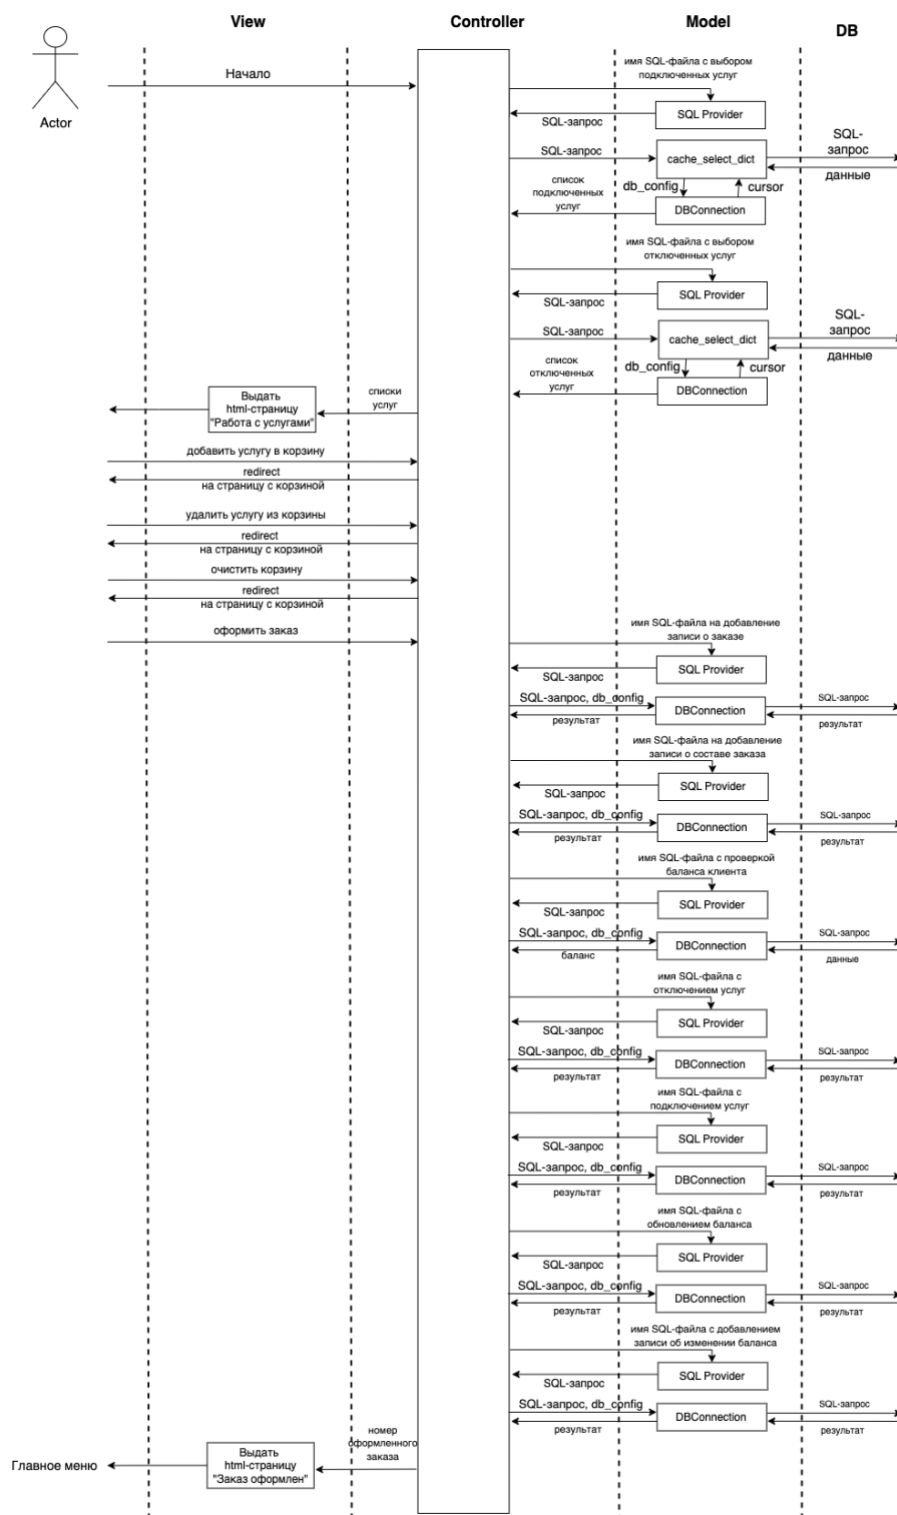 View
Controller
Model
DB
Actor
Начало
имя SQL-файла с выбором
подключенных услуг
SQL Provider
SQL-запрос
SQL-запрос
cache_select_dict
SQL-
запрос
данные
db_config
cursor
список
подключенных
услуг
DBConnection
имя SQL-файла с выбором
отключенных услуг
SQL Provider
SQL-запрос
SQL-запрос
cache_select_dict
SQL-
запрос
данные
db_config
cursor
список
отключенных
услуг
DBConnection
списки
услуг
Выдать
html-страницу
"Работа с услугами"
добавить услугу в корзину
redirect
на страницу с корзиной
удалить услугу из корзины
redirect
на страницу с корзиной
очистить корзину
redirect
на страницу с корзиной
оформить заказ
имя SQL-файла на добавление
записи о заказе
SQL Provider
SQL-запрос
SQL-запрос, db_config
DBConnection
SQL-запрос
результат
результат
имя SQL-файла на добавление
записи о составе заказа
SQL Provider
SQL-запрос
SQL-запрос, db_config
DBConnection
SQL-запрос
результат
результат
имя SQL-файла с проверкой
баланса клиента
SQL Provider
SQL-запрос
SQL-запрос, db_config
DBConnection
SQL-запрос
баланс
данные
имя SQL-файла с
отключением услуг
SQL Provider
SQL-запрос
SQL-запрос, db_config
DBConnection
SQL-запрос
результат
результат
имя SQL-файла с
подключением услуг
SQL Provider
SQL-запрос
SQL-запрос, db_config
DBConnection
SQL-запрос
результат
результат
имя SQL-файла с
обновлением баланса
SQL Provider
SQL-запрос
SQL-запрос, db_config
DBConnection
SQL-запрос
результат
результат
имя SQL-файла с добавлением
записи об изменении баланса
SQL Provider
SQL-запрос
SQL-запрос, db_config
DBConnection
SQL-запрос
результат
результат
номер
оформленного
заказа
Выдать
html-страницу
"Заказ оформлен"
Главное меню